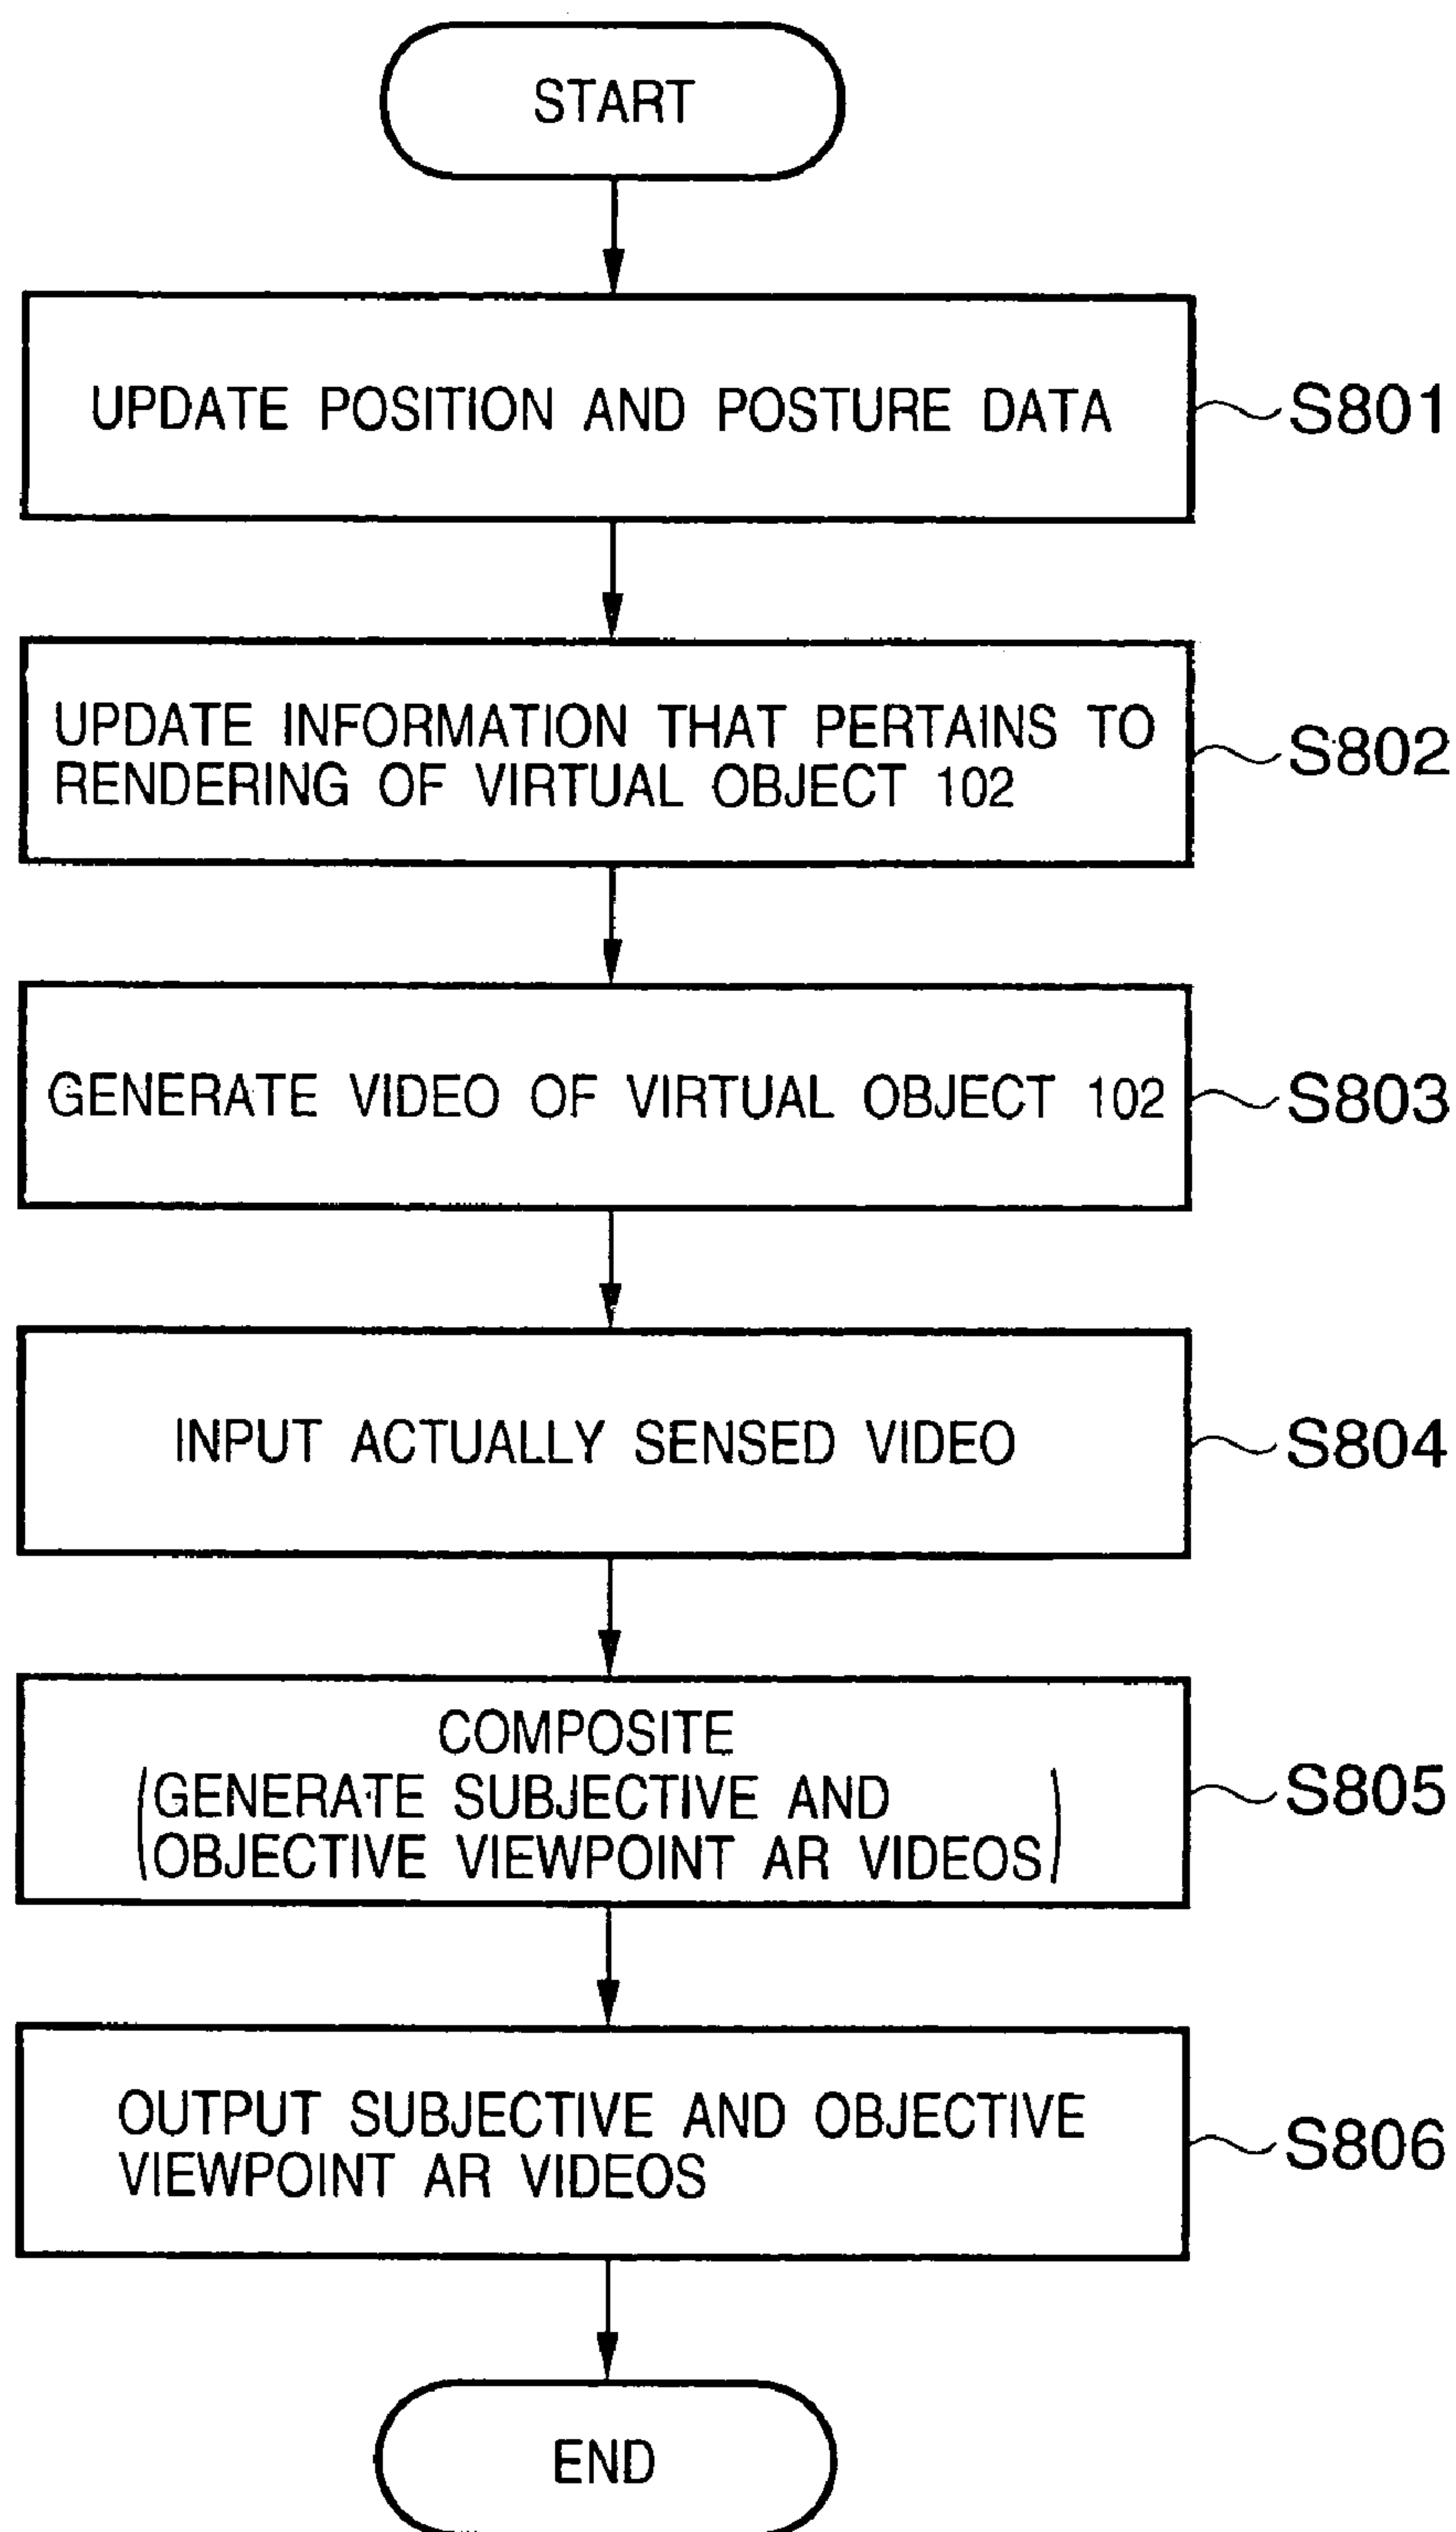 START
UPDATE POSITION AND POSTURE DATA
S801
UPDATE INFORMATION THAT PERTAINS TO
RENDERING OF VIRTUAL OBJECT 102
S802
GENERATE VIDEO OF VIRTUAL OBJECT 102
S803
INPUT ACTUALLY SENSED VIDEO
S804
COMPOSITE
(GENERATE SUBJECTIVE AND
OBJECTIVE VIEWPOINT AR VIDEOS)
S805
OUTPUT SUBJECTIVE AND OBJECTIVE
VIEWPOINT AR VIDEOS
S806
END